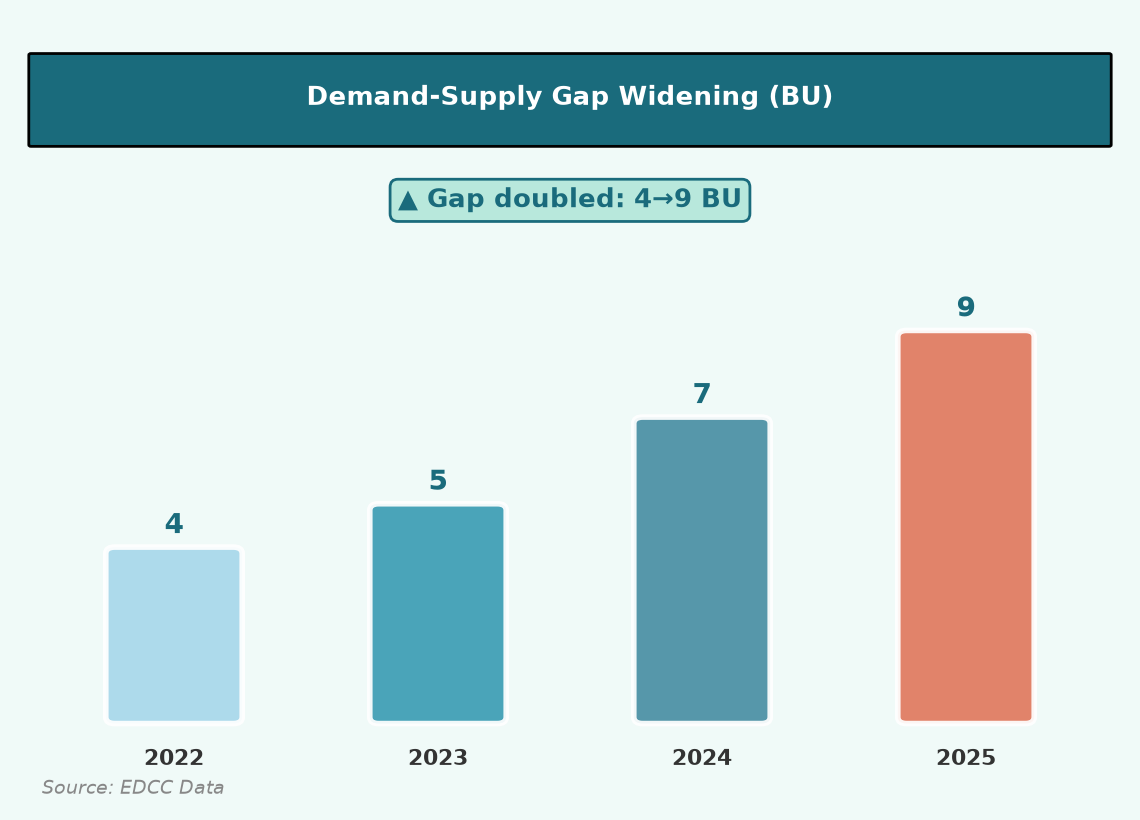 Demand-Supply Gap Widening (BU)
▲ Gap doubled: 4→9 BU
9
7
5
4
2022 2023 2024 2025
Source: EDCC Data